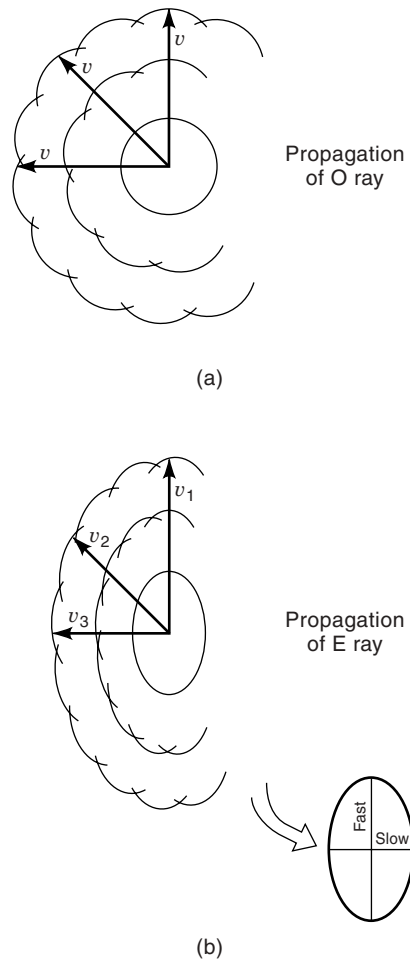 v
v
v
Propagation
of O ray
(a)
v1
v2
v3
Propagation
of E ray
Fast
Slow
(b)